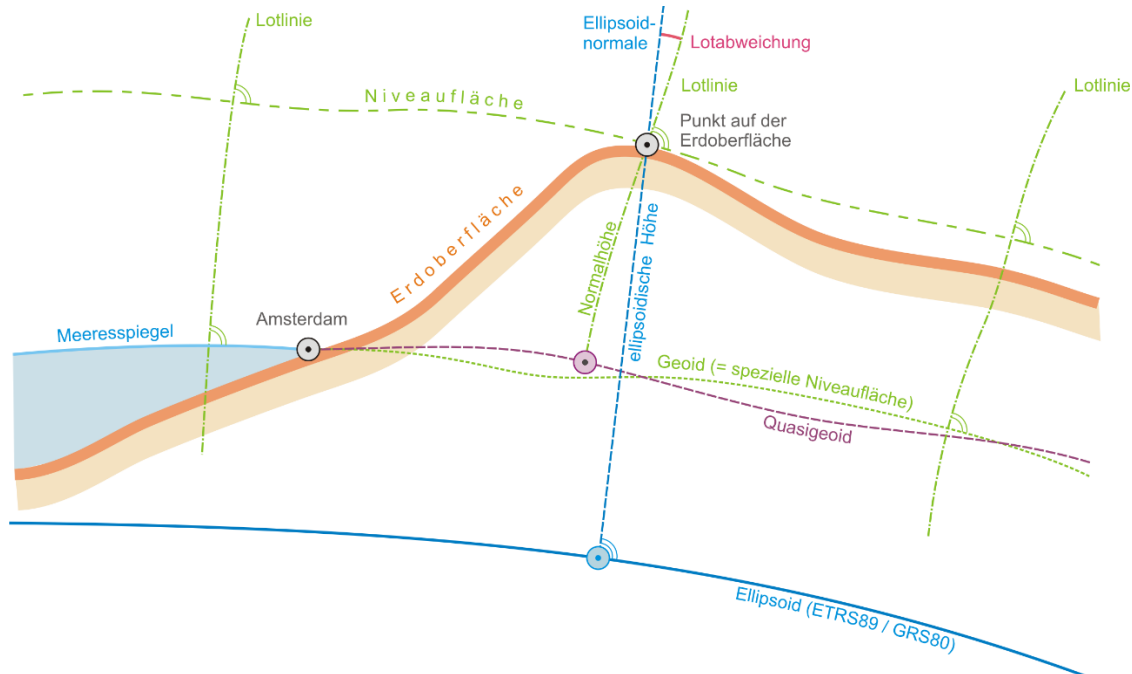 Lotlinie
Ellipsoid-
normale
Lotabweichung
Lotlinie
Lotlinie
Niveaufläche
Punkt auf der
Erdoberfläche
Erdoberfläche
Normalhöhe
ellipsoidische Höhe
Meeresspiegel
Amsterdam
Geoid (= spezielle Niveaufläche)
Quasigeoid
Ellipsoid (ETRS89 / GRS80)